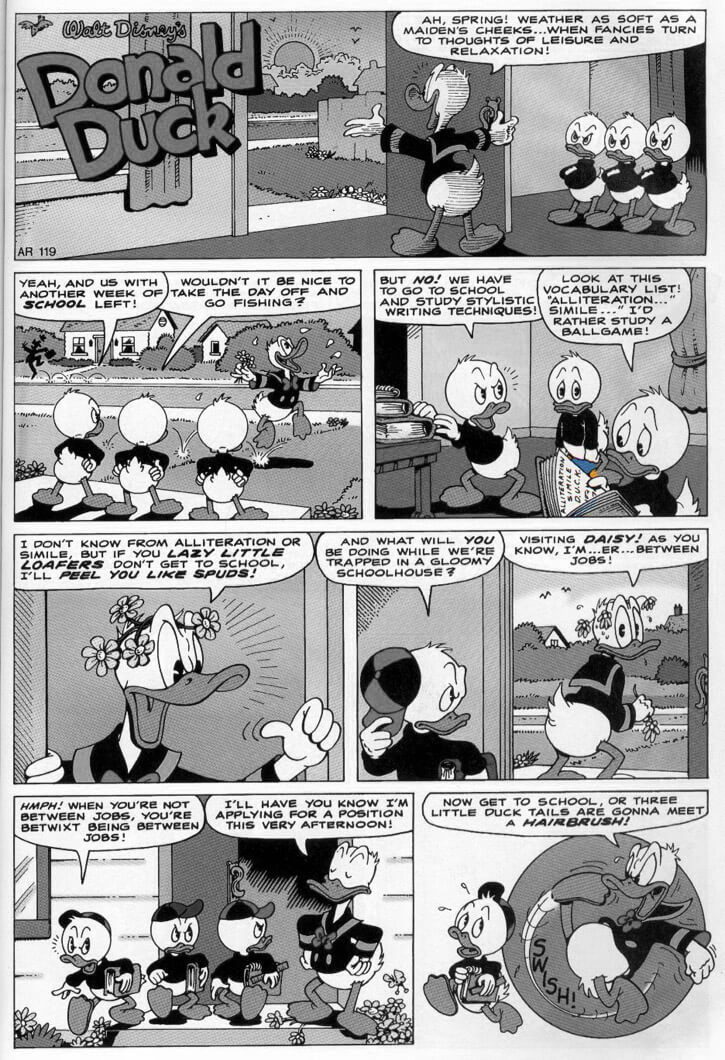 Walt Disney's
Donald
Duck
AH, SPRING! WEATHER AS SOFT AS A
MAIDEN'S CHEEKS...WHEN FANCIES TURN
TO THOUGHTS OF LEISURE AND
RELAXATION!
AR 119
YEAH, AND US WITH
ANOTHER WEEK OF
SCHOOL LEFT!
WOULDN'T IT BE NICE TO
TAKE THE DAY OFF AND
GO FISHING?
BUT NO! WE HAVE
TO GO TO SCHOOL
AND STUDY STYLISTIC
WRITING TECHNIQUES!
LOOK AT THIS
VOCABULARY LIST!
"ALLITERATION..."
SIMILE..." I'D
RATHER STUDY A
BALLGAME!
ALLITERATION
SIMILE
D.U.C.K.
I DON'T KNOW FROM ALLITERATION OR
SIMILE, BUT IF YOU LAZY LITTLE
LOAFERS DON'T GET TO SCHOOL,
I'LL PEEL YOU LIKE SPUDS!
AND WHAT WILL YOU
BE DOING WHILE WE'RE
TRAPPED IN A GLOOMY
SCHOOLHOUSE?
VISITING DAISY! AS YOU
KNOW, I'M...ER...BETWEEN
JOBS!
HMPH! WHEN YOU'RE NOT
BETWEEN JOBS, YOU'RE
BETWIXT BEING BETWEEN
JOBS!
I'LL HAVE YOU KNOW I'M
APPLYING FOR A POSITION
THIS VERY AFTERNOON!
NOW GET TO SCHOOL, OR THREE
LITTLE DUCK TAILS ARE GONNA MEET
A HAIRBRUSH!
SWISH!